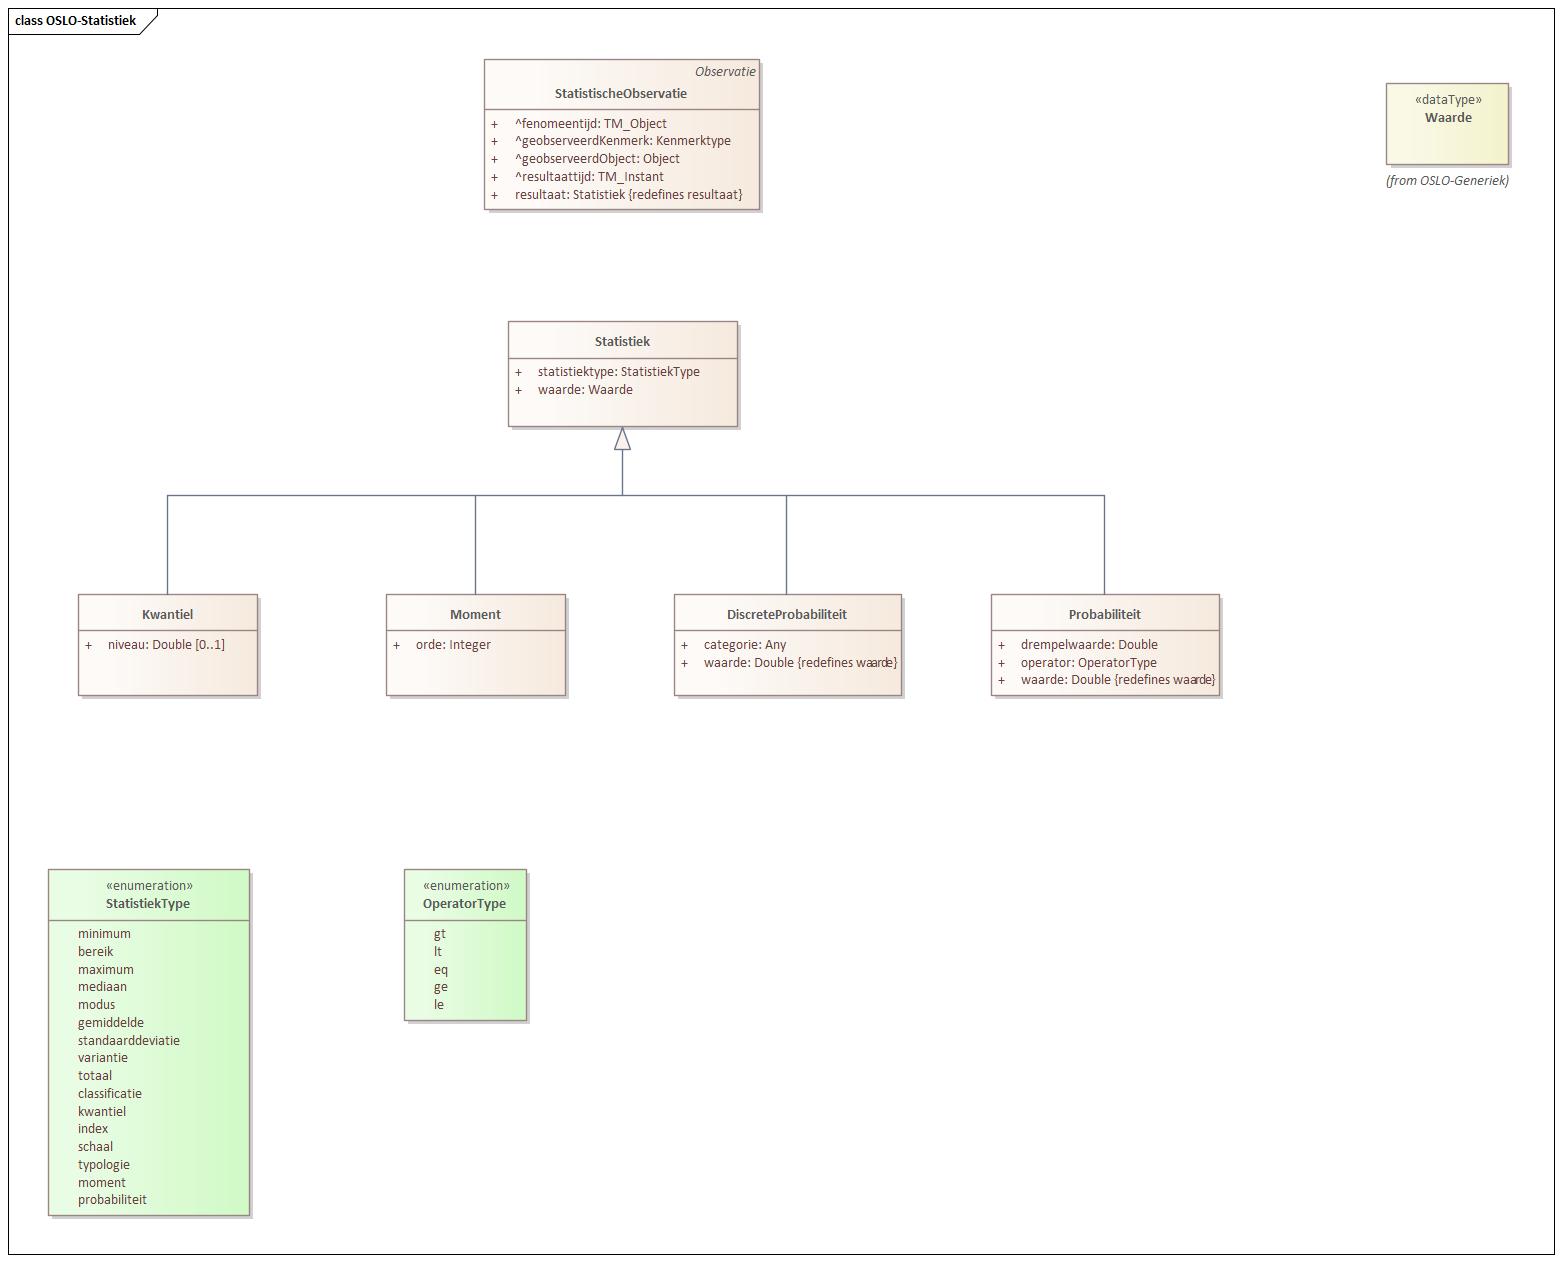 class OSLO-Statistiek
Observatie
StatistischeObservatie
+ ^fenomeentijd: TM_Object
+ ^geobserveerdKenmerk: Kenmerktype
+ ^geobserveerdObject: Object
+ ^resultaattijd: TM_Instant
+ resultaat: Statistiek {redefines resultaat}
«dataType»
Waarde
(from OSLO-Generiek)
Statistiek
+ statistiektype: StatistiekType
+ waarde: Waarde
Kwantiel
+ niveau: Double [0..1]
Moment
+ orde: Integer
DiscreteProbabiliteit
+ categorie: Any
+ waarde: Double {redefines waarde}
Probabiliteit
+ drempelwaarde: Double
+ operator: OperatorType
+ waarde: Double {redefines waarde}
«enumeration»
StatistiekType
minimum
bereik
maximum
mediaan
modus
gemiddelde
standaarddeviatie
variantie
totaal
classificatie
kwantiel
index
schaal
typologie
moment
probabiliteit
«enumeration»
OperatorType
gt
lt
eq
ge
le